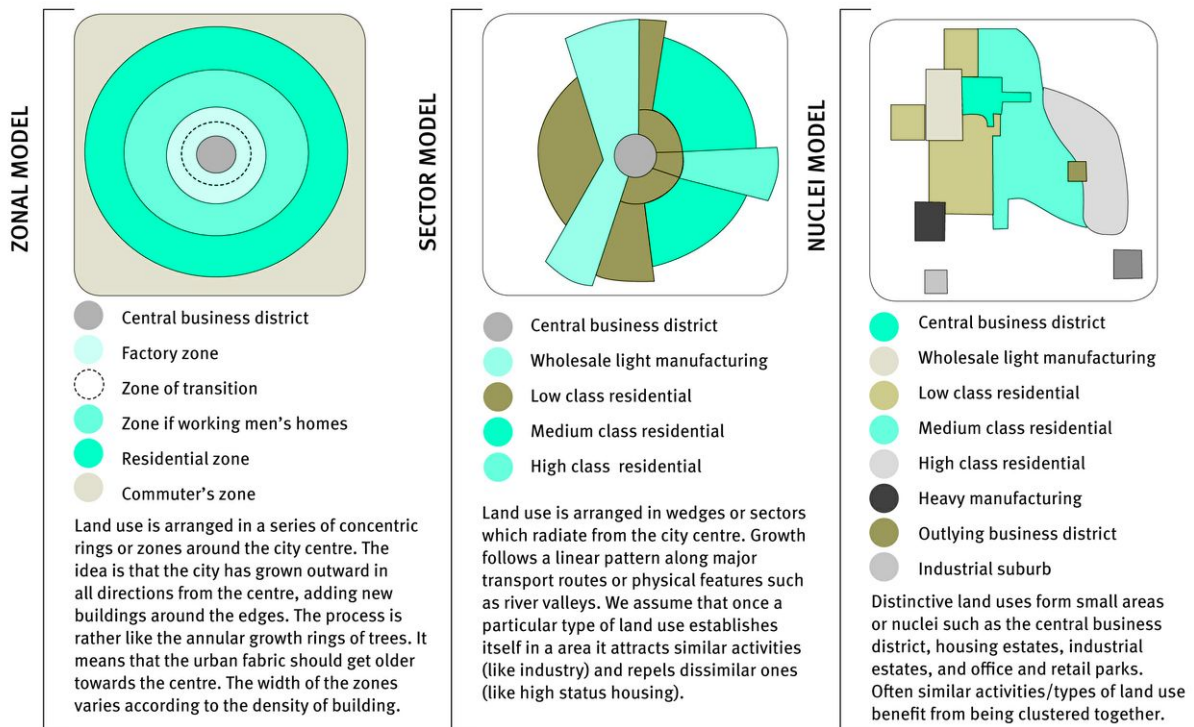 ZONAL MODEL
Central business district
Factory zone
Zone of transition
Zone if working men's homes
Residential zone
Commuter's zone
Land use is arranged in a series of concentric
rings or zones around the city centre. The
idea is that the city has grown outward in
all directions from the centre, adding new
buildings around the edges. The process is
rather like the annular growth rings of trees. It
means that the urban fabric should get older
towards the centre. The width of the zones
varies according to the density of building.
SECTOR MODEL
Central business district
Wholesale light manufacturing
Low class residential
Medium class residential
High class residential
Land use is arranged in wedges or sectors
which radiate from the city centre. Growth
follows a linear pattern along major
transport routes or physical features such
as river valleys. We assume that once a
particular type of land use establishes
itself in a area it attracts similar activities
(like industry) and repels dissimilar ones
(like high status housing).
NUCLEI MODEL
Central business district
Wholesale light manufacturing
Low class residential
Medium class residential
High class residential
Heavy manufacturing
Outlying business district
Industrial suburb
Distinctive land uses form small areas
or nuclei such as the central business
district, housing estates, industrial
estates, and office and retail parks.
Often similar activities/types of land use
benefit from being clustered together.